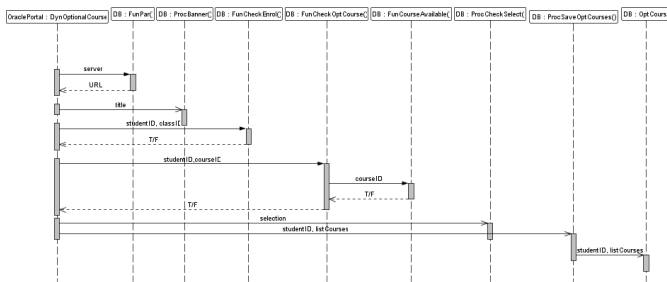 OraclePortal : DynOptionalCourse
DB : FunPar()
DB : ProcBanner()
DB : FunCheckEnrol()
DB : FunCheckOptCourse()
DB : FunCourseAvailable()
DB : ProcCheckSelect()
DB : ProcSaveOptCourses()
DB : OptCours
server
URL
title
studentID, classID
T/F
studentID,courseID
courseID
T/F
T/F
selection
studentID, listCourses
studentID, listCourses